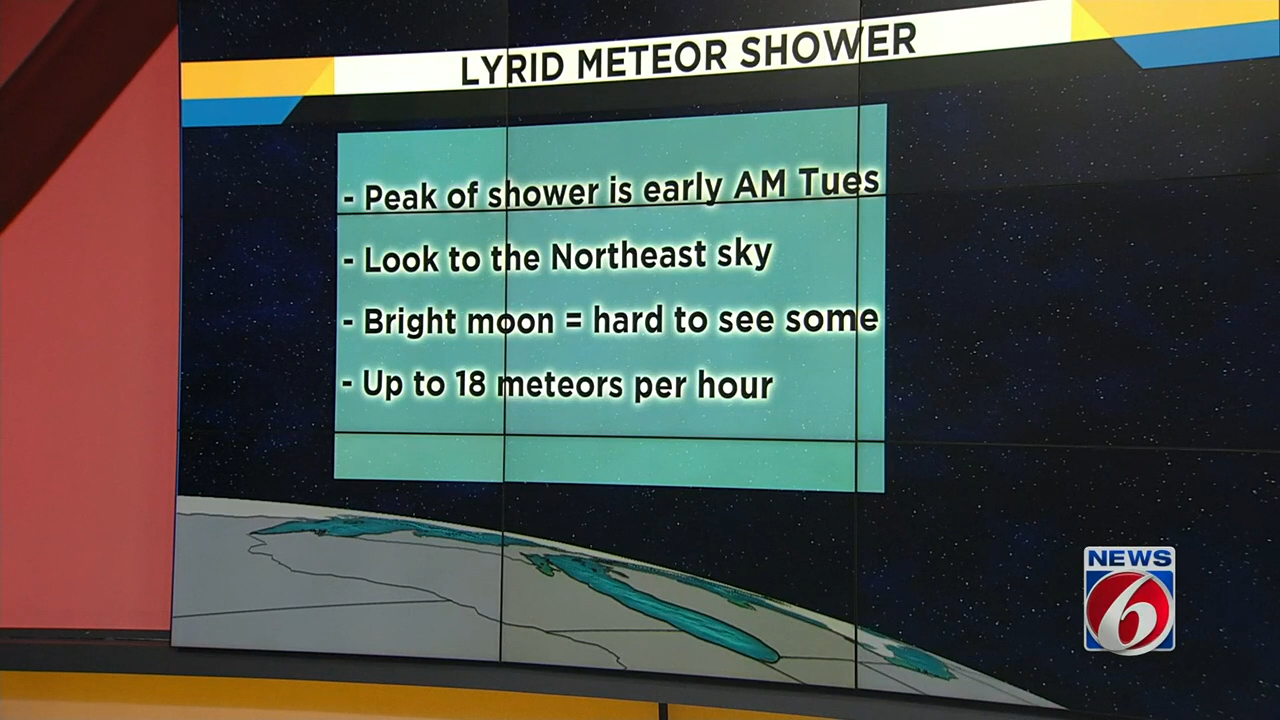 LYRID METEOR SHOWER
- Peak of shower is early AM Tues
- Look to the Northeast sky
- Bright moon = hard to see some
- Up to 18 meteors per hour
NEWS
6